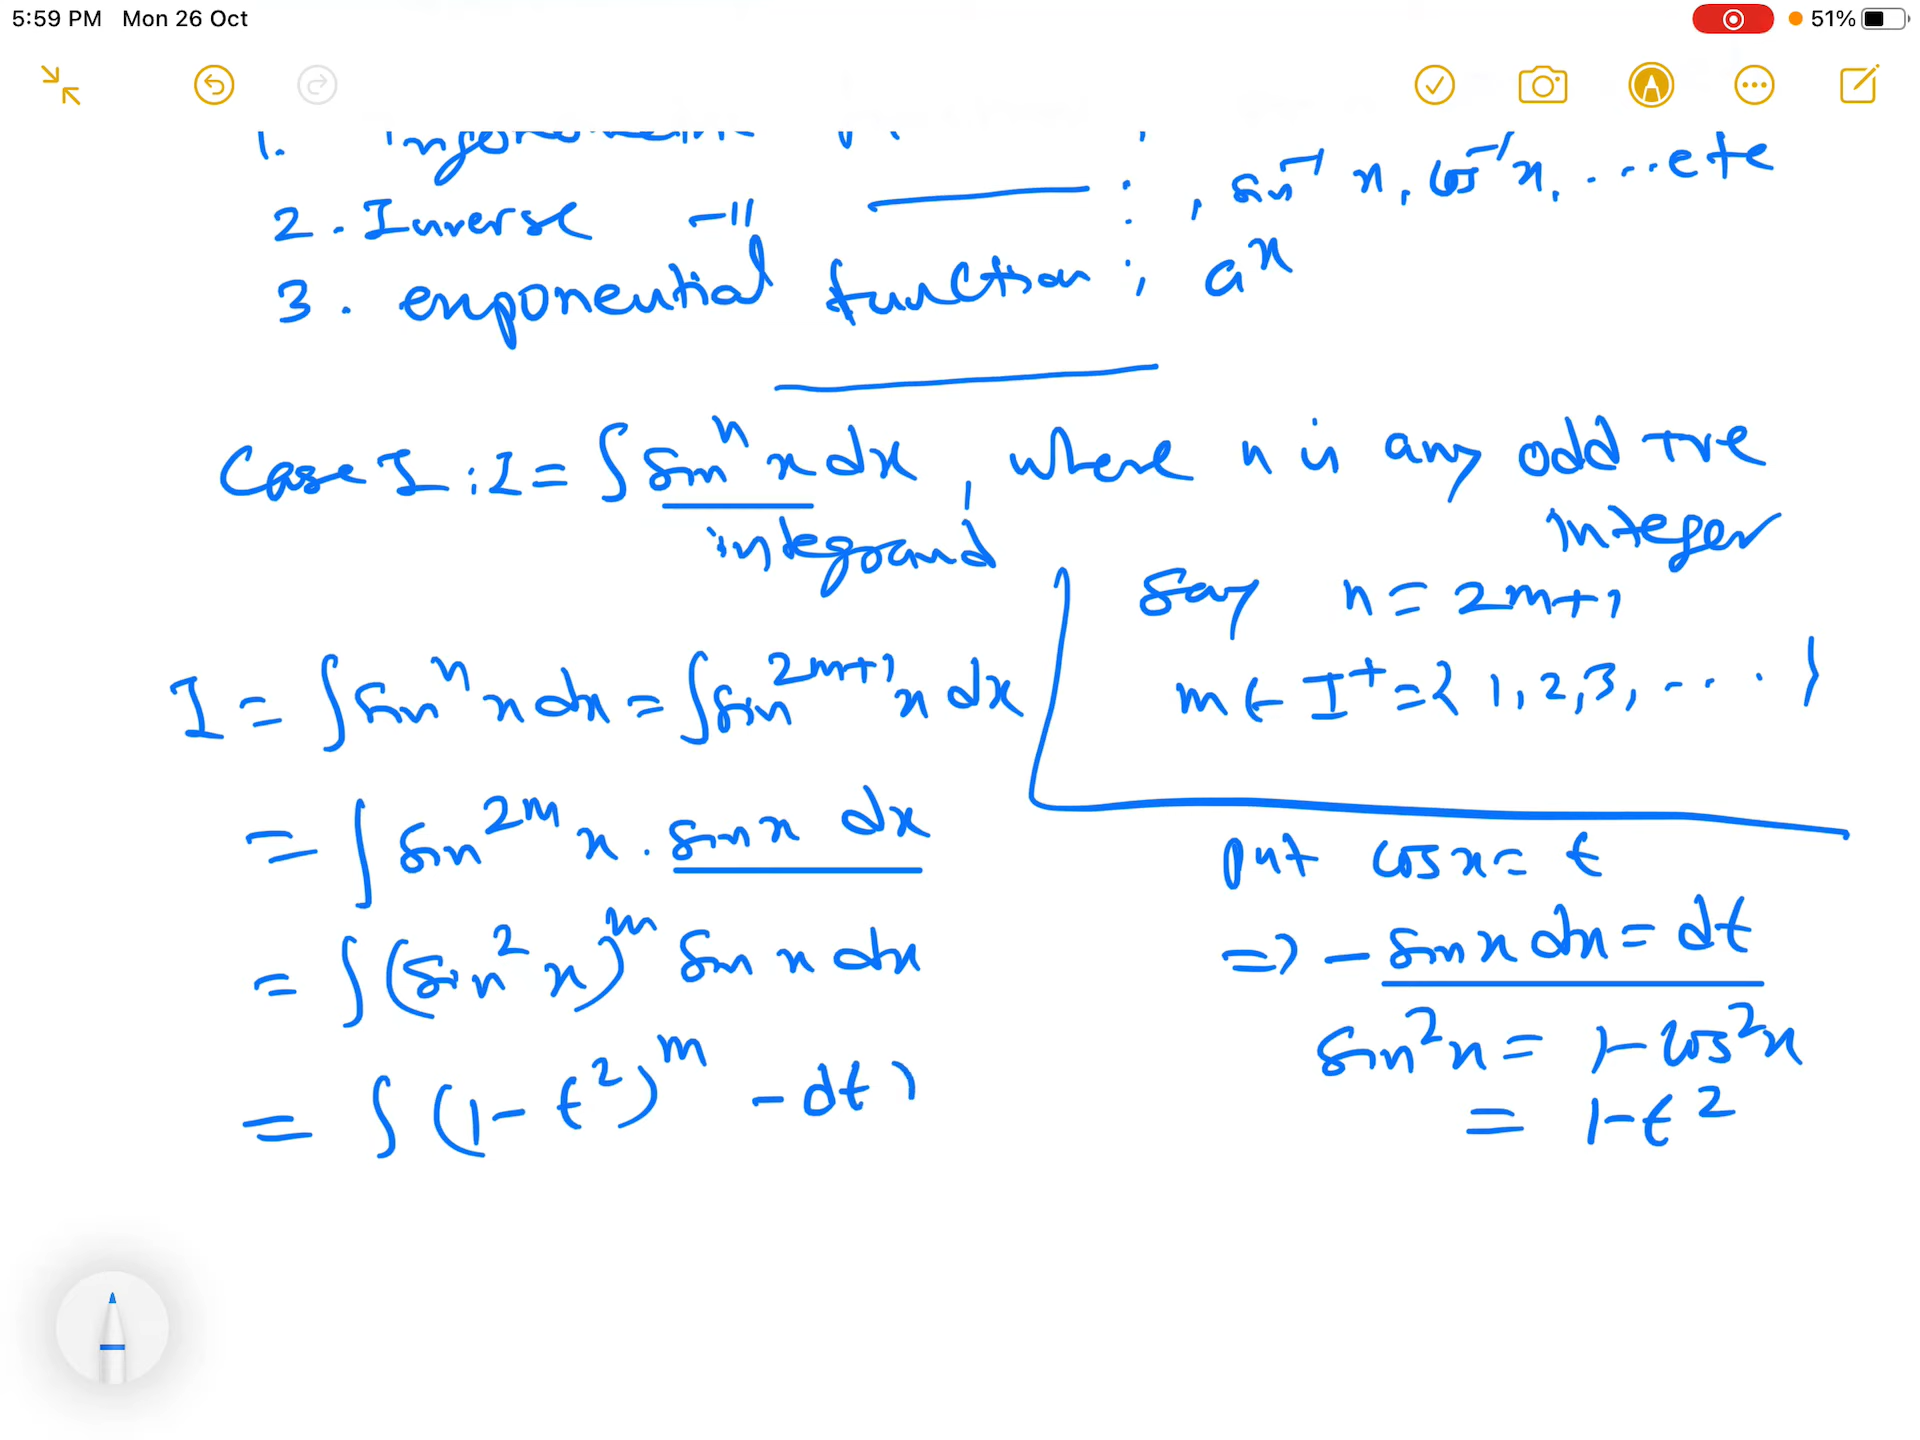 5:59 PM Mon 26 Oct 51%
1.
2. Inverse –11 : , sin⁻¹ x, cos⁻¹ x, ....etc
3. exponential function ; aˣ
Case I : I = ∫ sinⁿ x dx, where n is any odd +ve
integrand integer
say n = 2m+1
I = ∫ sinⁿ x dx = ∫ sin²ᵐ⁺¹ x dx m ∈ I⁺ = { 1, 2, 3, .... }
= ∫ sin²ᵐ x . sin x dx put cos x = t
= ∫ (sin² x)ᵐ sin x dx ⇒ – sin x dx = dt
sin² x = 1 – cos² x
= ∫ (1 – t²)ᵐ – dt ) = 1 – t²